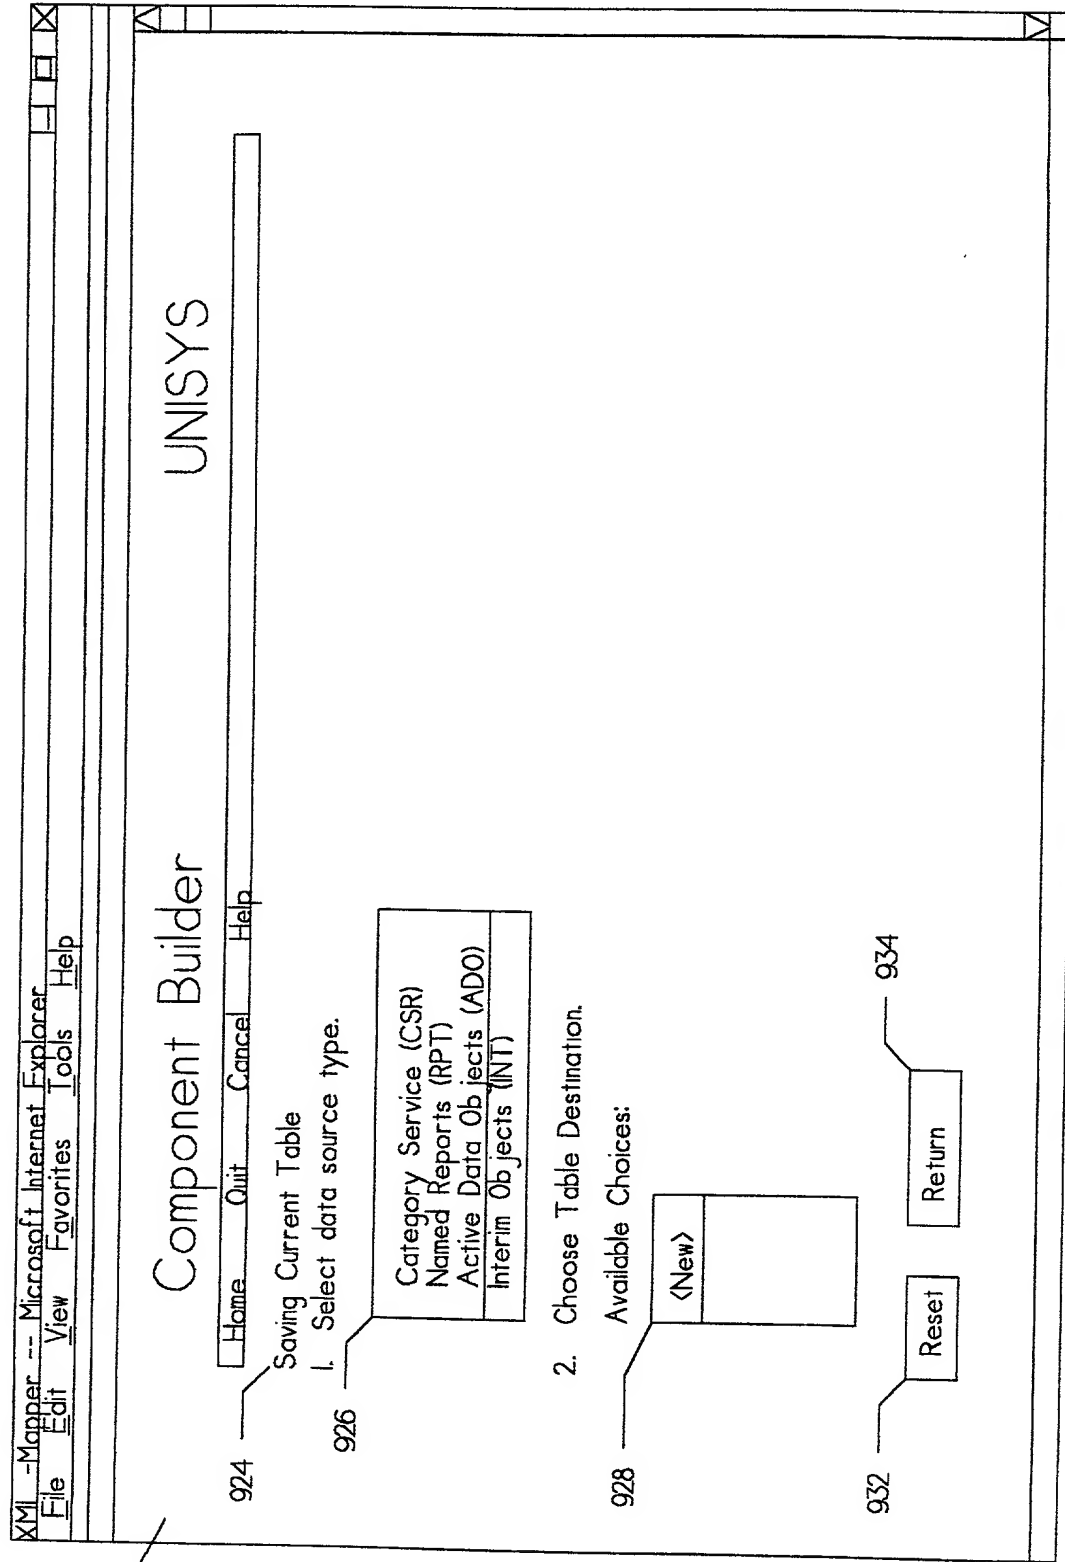 XML -Mapper -- Microsoft Internet Explorer
File Edit View Favorites Tools Help
Component Builder UNISYS
Home Quit Cancel Help
924
Saving Current Table
1. Select data source type.
926
Category Service (CSR)
Named Reports (RPT)
Active Data Objects (ADO)
Interim Objects (INT)
2. Choose Table Destination.
Available Choices:
928
<New>
932
Reset
Return
934